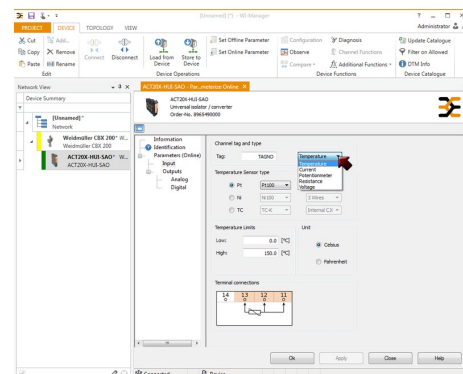 [Unnamed] (*) - WI-Manager
PROJECT DEVICE TOPOLOGY VIEW
Administrator
Cut Add...
Copy Remove
Paste Rename
Connect Disconnect
Load from Device
Store to Device
Set Offline Parameter
Set Online Parameter
Configuration
Observe
Compare
Diagnosis
Channel Functions
Additional Functions
Update Catalogue
Filter on Allowed
DTM Info
Edit Device Operations Device Functions Device Catalogue
Network View
Device Summary
[Unnamed]*
Network
Weidmüller CBX 200* W...
Weidmüller CBX 200
ACT20X-HUI-SAO* W...
ACT20X-HUI-SAO
ACT20X-HUI-SAO - Par...meterize Online
ACT20X-HUI-SAO
Universal isolator / converter
Order-No. 8965490000
Information
Identification
Parameters (Online)
Input
Outputs
Analog
Digital
Channel tag and type
Tag: TAGNO Temperature
Temperature
Current
Potentiometer
Resistance
Voltage
Temperature Sensor type
Pt Pt100
Ni Ni100 3 Wires
TC TC-K Internal CJ
Temperature Limits
Low: 0.0 [°C]
High: 150.0 [°C]
Unit
Celsius
Fahrenheit
Terminal connections
14 13 12 11
Ok Apply Close Help
Connected Device